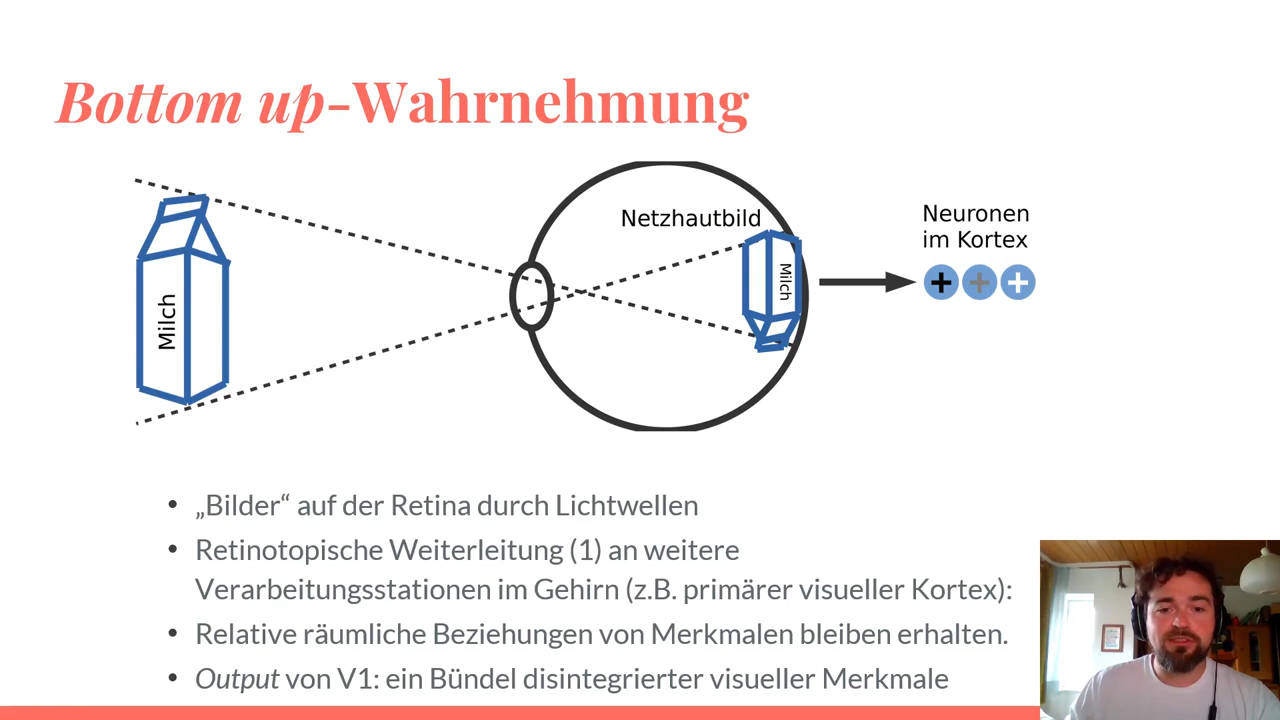 Bottom up-Wahrnehmung
Netzhautbild
Neuronen
im Kortex
Milch
Milch
„Bilder“ auf der Retina durch Lichtwellen
Retinotopische Weiterleitung (1) an weitere
Verarbeitungsstationen im Gehirn (z.B. primärer visueller Kortex):
Relative räumliche Beziehungen von Merkmalen bleiben erhalten.
Output von V1: ein Bündel disintegrierter visueller Merkmale